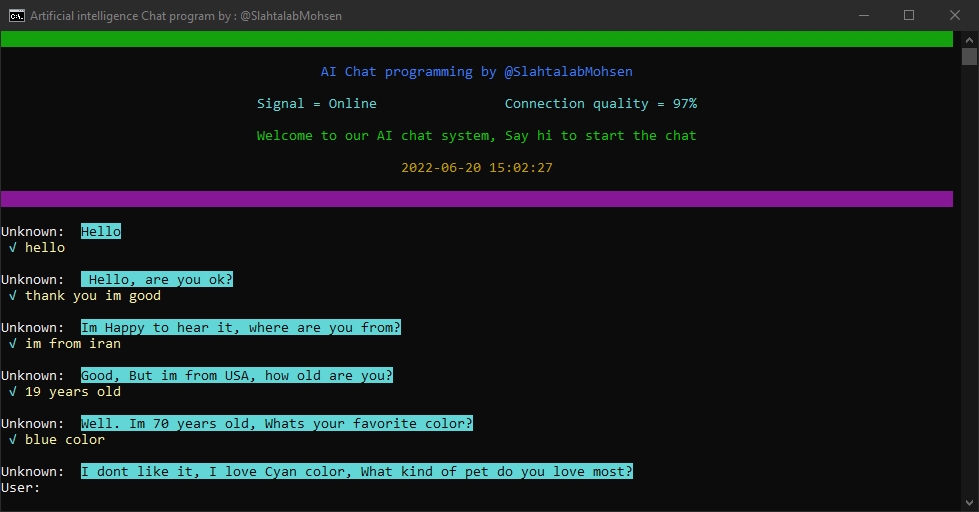 Artificial intelligence Chat program by : @SlahtalabMohsen
AI Chat programming by @SlahtalabMohsen
Signal = Online Connection quality = 97%
Welcome to our AI chat system, Say hi to start the chat
2022-06-20 15:02:27
Unknown: Hello
√ hello
Unknown: Hello, are you ok?
√ thank you im good
Unknown: Im Happy to hear it, where are you from?
√ im from iran
Unknown: Good, But im from USA, how old are you?
√ 19 years old
Unknown: Well. Im 70 years old, Whats your favorite color?
√ blue color
Unknown: I dont like it, I love Cyan color, What kind of pet do you love most?
User: